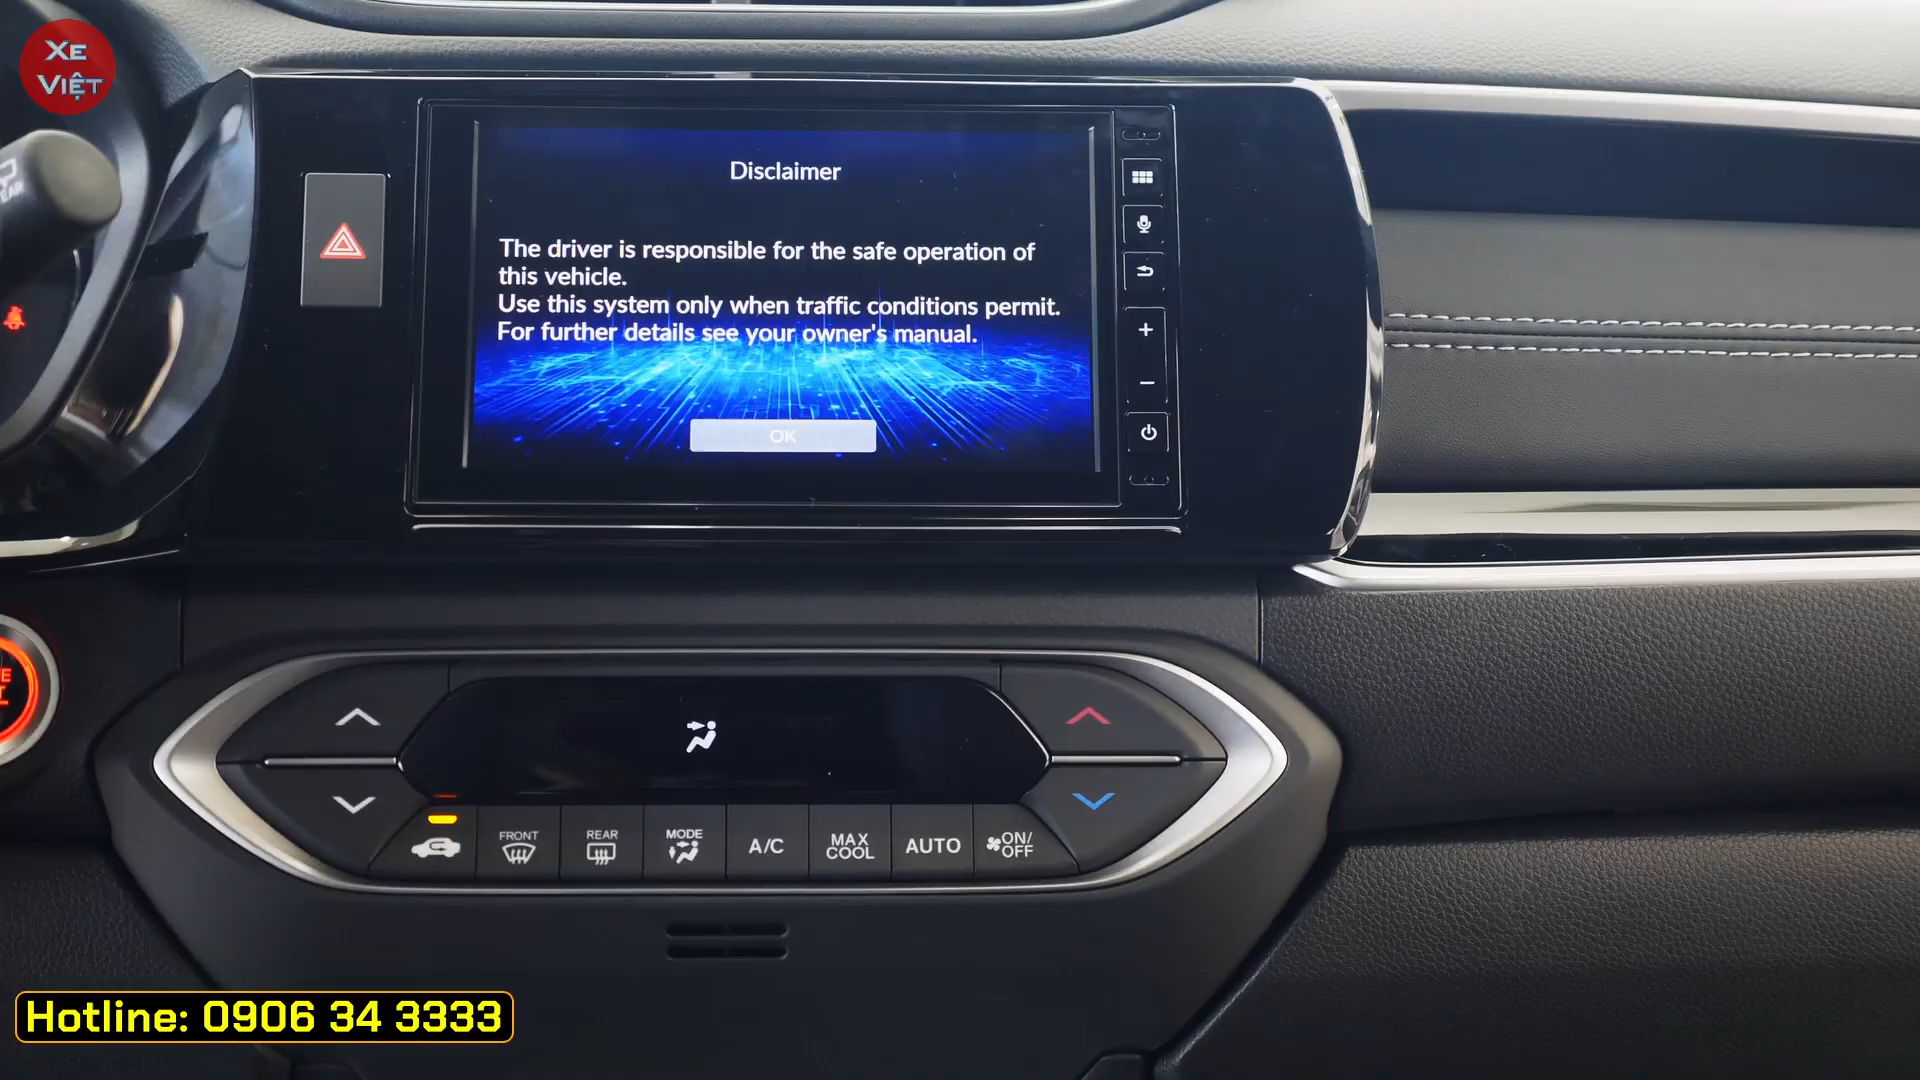 XE
VIỆT
Disclaimer
The driver is responsible for the safe operation of
this vehicle.
Use this system only when traffic conditions permit.
For further details see your owner's manual.
OK
FRONT
REAR
MODE
A/C
MAX
COOL
AUTO
ON/
OFF
Hotline: 0906 34 3333